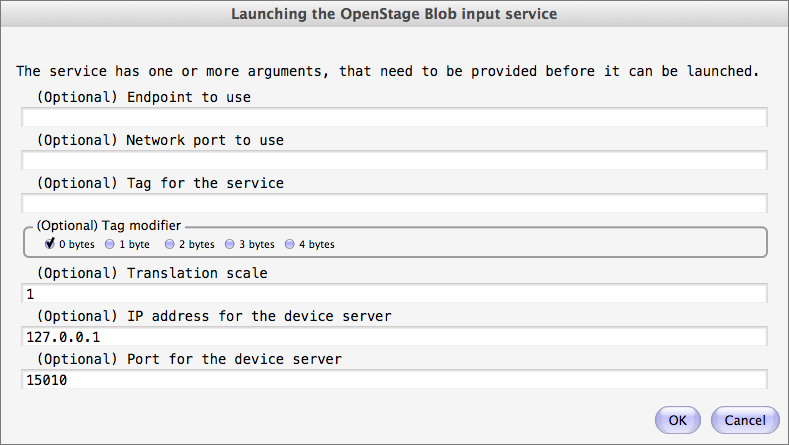 Launching the OpenStage Blob input service
The service has one or more arguments, that need to be provided before it can be launched.
(Optional) Endpoint to use
(Optional) Network port to use
(Optional) Tag for the service
(Optional) Tag modifier
0 bytes 1 byte 2 bytes 3 bytes 4 bytes
(Optional) Translation scale
1
(Optional) IP address for the device server
127.0.0.1
(Optional) Port for the device server
15010
OK Cancel